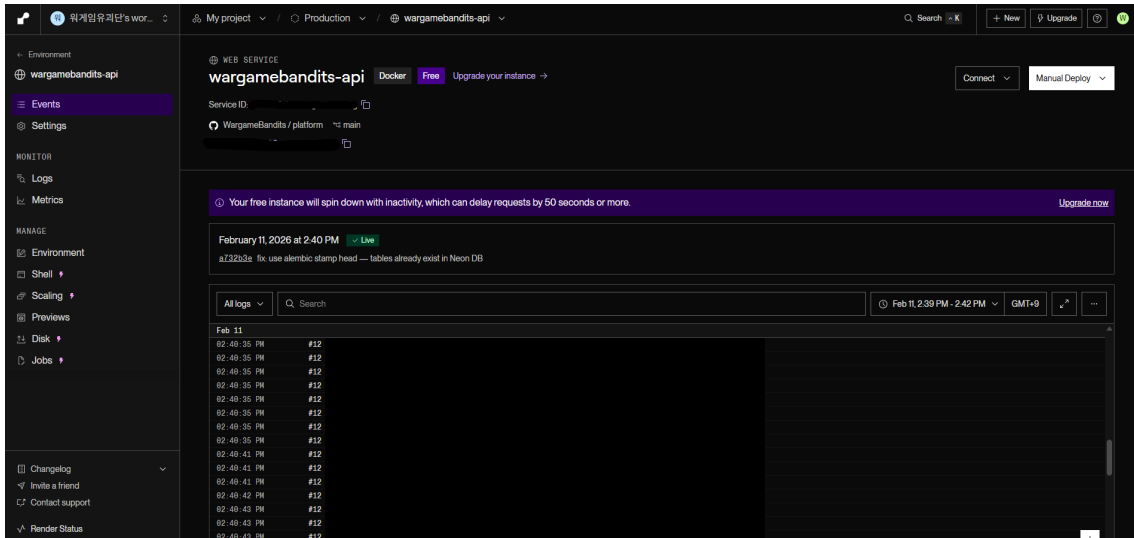 워게임유괴단's wor...
My project / Production / wargamebandits-api
Search K
+ New
Upgrade
W
← Environment
wargamebandits-api
Events
Settings
MONITOR
Logs
Metrics
MANAGE
Environment
Shell
Scaling
Previews
Disk
Jobs
Changelog
Invite a friend
Contact support
Render Status
WEB SERVICE
wargamebandits-api Docker Free Upgrade your instance →
Connect
Manual Deploy
Service ID:
WargameBandits / platform main
Your free instance will spin down with inactivity, which can delay requests by 50 seconds or more. Upgrade now
February 11, 2026 at 2:40 PM ✓ Live
a732b3e fix: use alembic stamp head — tables already exist in Neon DB
All logs Search Feb 11, 2:39 PM - 2:42 PM GMT+9 ...
Feb 11
02:40:35 PM #12
02:40:35 PM #12
02:40:35 PM #12
02:40:35 PM #12
02:40:35 PM #12
02:40:35 PM #12
02:40:35 PM #12
02:40:35 PM #12
02:40:41 PM #12
02:40:41 PM #12
02:40:41 PM #12
02:40:42 PM #12
02:40:43 PM #12
02:40:43 PM #12
02:40:43 PM #12